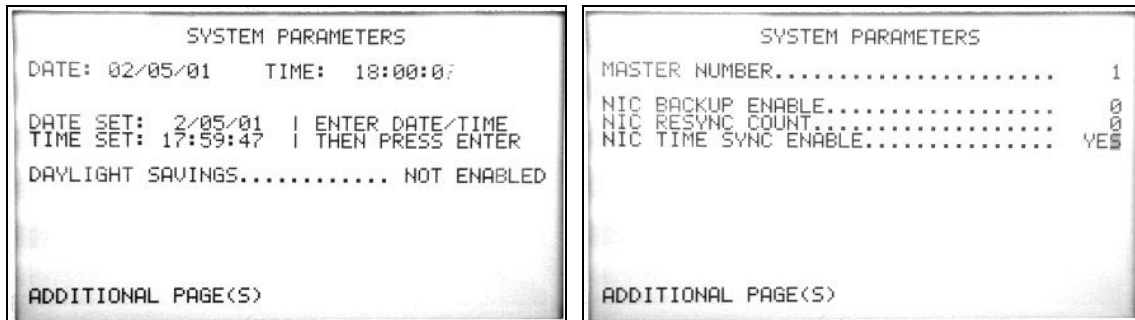 SYSTEM PARAMETERS
DATE: 02/05/01 TIME: 18:00:0
DATE SET: 2/05/01 | ENTER DATE/TIME
TIME SET: 17:59:47 | THEN PRESS ENTER
DAYLIGHT SAVINGS............ NOT ENABLED
ADDITIONAL PAGE(S)
SYSTEM PARAMETERS
MASTER NUMBER...................... 1
NIC BACKUP ENABLE.................. 0
NIC RESYNC COUNT................... 0
NIC TIME SYNC ENABLE............... YES
ADDITIONAL PAGE(S)